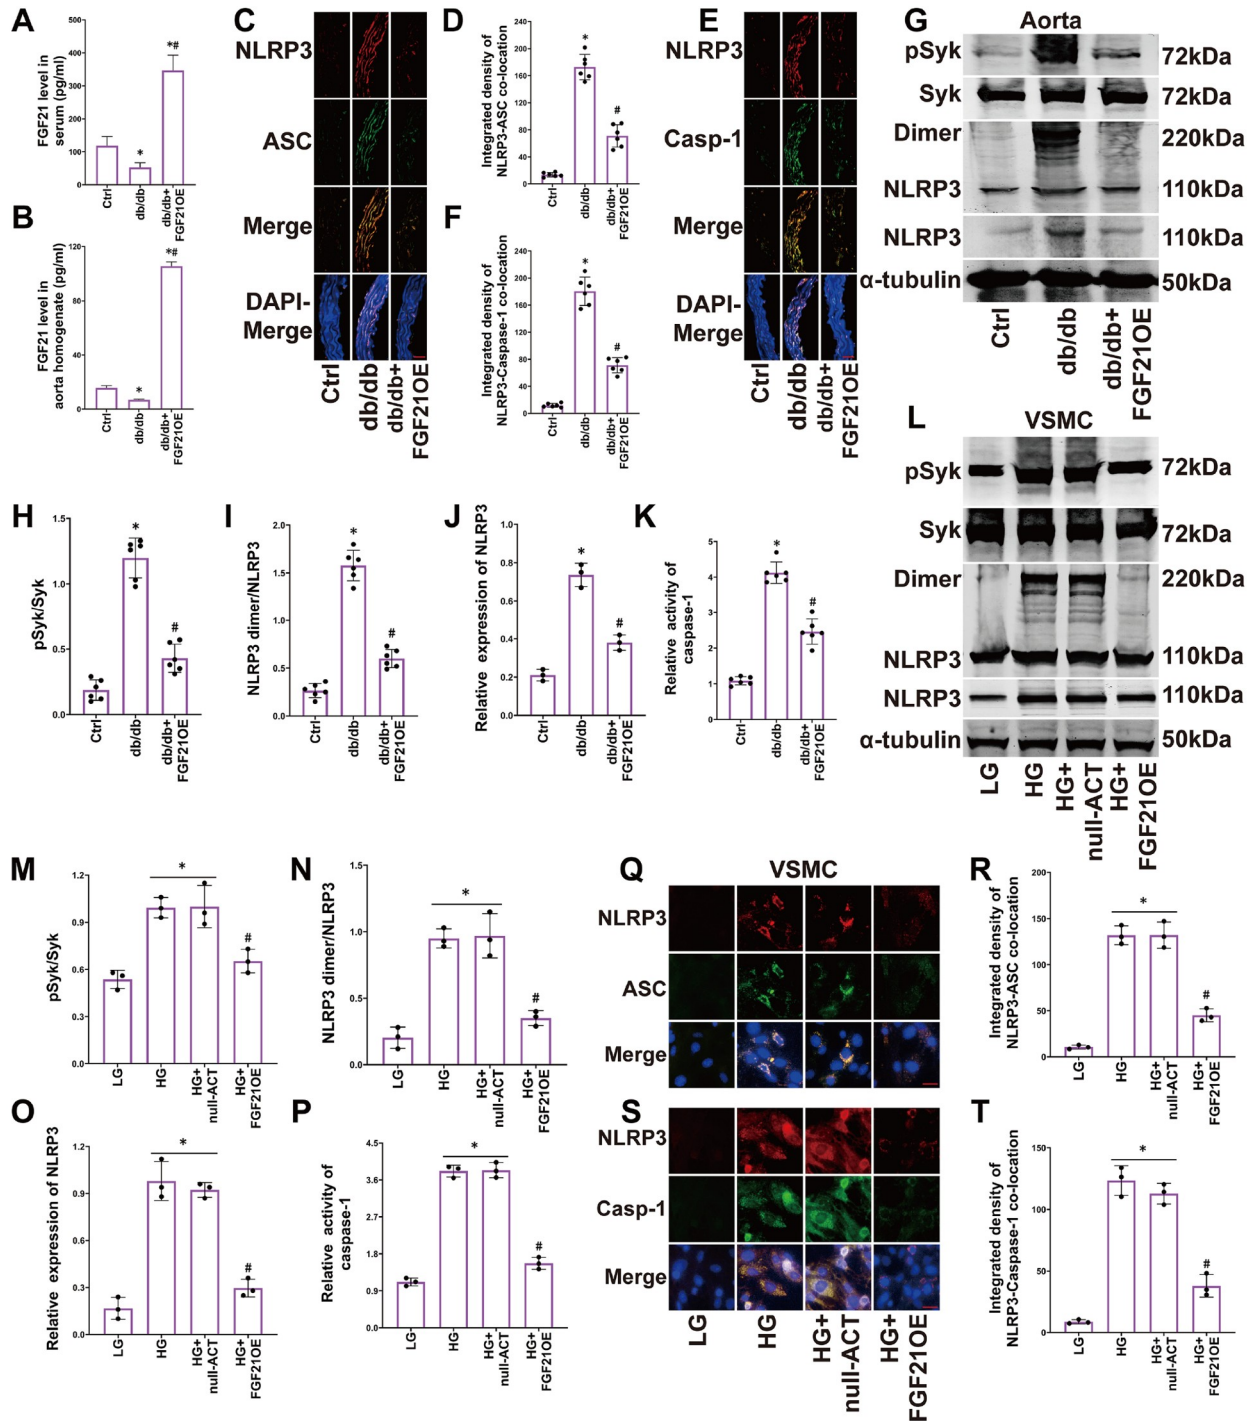 A
FGF21 level in
serum (pg/ml)
500
400
300
200
100
0
*
*#
Ctrl
db/db
db/db+
FGF21OE
B
FGF21 level in
aorta homogenate (pg/ml)
120
80
40
0
*
*#
Ctrl
db/db
db/db+
FGF21OE
C
NLRP3
ASC
Merge
DAPI-
Merge
Ctrl
db/db
db/db+
FGF21OE
D
Integrated density of
NLRP3-ASC co-location
240
200
160
120
80
40
0
*
#
Ctrl
db/db
db/db+
FGF21OE
F
Integrated density of
NLRP3-Caspase-1 co-location
240
200
160
120
80
40
0
*
#
Ctrl
db/db
db/db+
FGF21OE
E
NLRP3
Casp-1
Merge
DAPI-
Merge
Ctrl
db/db
db/db+
FGF21OE
G
Aorta
pSyk 72kDa
Syk 72kDa
Dimer 220kDa
NLRP3 110kDa
NLRP3 110kDa
α-tubulin 50kDa
Ctrl
db/db
db/db+
FGF21OE
H
pSyk/Syk
1.5
1.0
0.5
0.0
*
#
Ctrl
db/db
db/db+
FGF21OE
I
NLRP3 dimer/NLRP3
2.0
1.5
1.0
0.5
0.0
*
#
Ctrl
db/db
db/db+
FGF21OE
J
Relative expression of NLRP3
1.0
0.8
0.6
0.4
0.2
0.0
*
#
Ctrl
db/db
db/db+
FGF21OE
K
Relative activity of
caspase-1
5
4
3
2
1
0
*
#
Ctrl
db/db
db/db+
FGF21OE
L
VSMC
pSyk 72kDa
Syk 72kDa
Dimer 220kDa
NLRP3 110kDa
NLRP3 110kDa
α-tubulin 50kDa
LG
HG
HG+
null-ACT
HG+
FGF21OE
M
pSyk/Syk
1.2
0.9
0.6
0.3
0.0
*
#
LG
HG
HG+
null-ACT
HG+
FGF21OE
N
NLRP3 dimer/NLRP3
1.5
1.0
0.5
0.0
*
#
LG
HG
HG+
null-ACT
HG+
FGF21OE
O
Relative expression of NLRP3
1.2
0.9
0.6
0.3
0.0
*
#
LG
HG
HG+
null-ACT
HG+
FGF21OE
P
Relative activity of
caspase-1
4.5
3.6
2.7
1.8
0.9
0.0
*
#
LG
HG
HG+
null-ACT
HG+
FGF21OE
Q
VSMC
NLRP3
ASC
Merge
S
NLRP3
Casp-1
Merge
LG
HG
HG+
null-ACT
HG+
FGF21OE
R
Integrated density of
NLRP3-ASC co-location
200
150
100
50
0
*
#
LG
HG
HG+
null-ACT
HG+
FGF21OE
T
Integrated density of
NLRP3-Caspase-1 co-location
150
100
50
0
*
#
LG
HG
HG+
null-ACT
HG+
FGF21OE